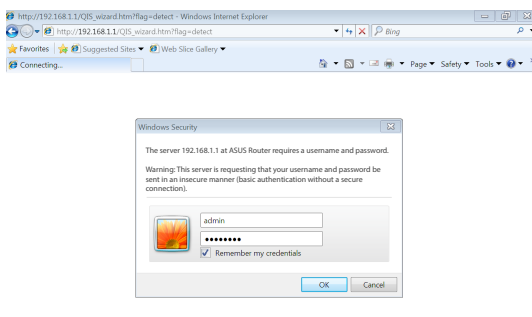 http://192.168.1.1/QIS_wizard.htm?flag=detect - Windows Internet Explorer
http://192.168.1.1/QIS_wizard.htm?flag=detect
Bing
Favorites Suggested Sites Web Slice Gallery
Connecting...
Page Safety Tools
Windows Security
The server 192.168.1.1 at ASUS Router requires a username and password.
Warning: This server is requesting that your username and password be
sent in an insecure manner (basic authentication without a secure
connection).
admin
••••••••
Remember my credentials
OK Cancel